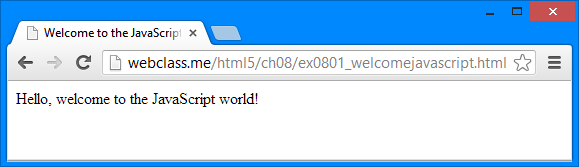 Welcome to the JavaScript
webclass.me/html5/ch08/ex0801_welcomejavascript.html
Hello, welcome to the JavaScript world!